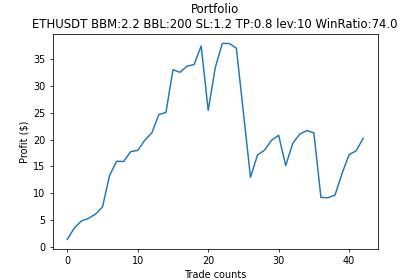 Portfolio
ETHUSDT BBM:2.2 BBL:200 SL:1.2 TP:0.8 lev:10 WinRatio:74.0
Profit ($)
35
30
25
20
15
10
5
0
0 10 20 30 40
Trade counts